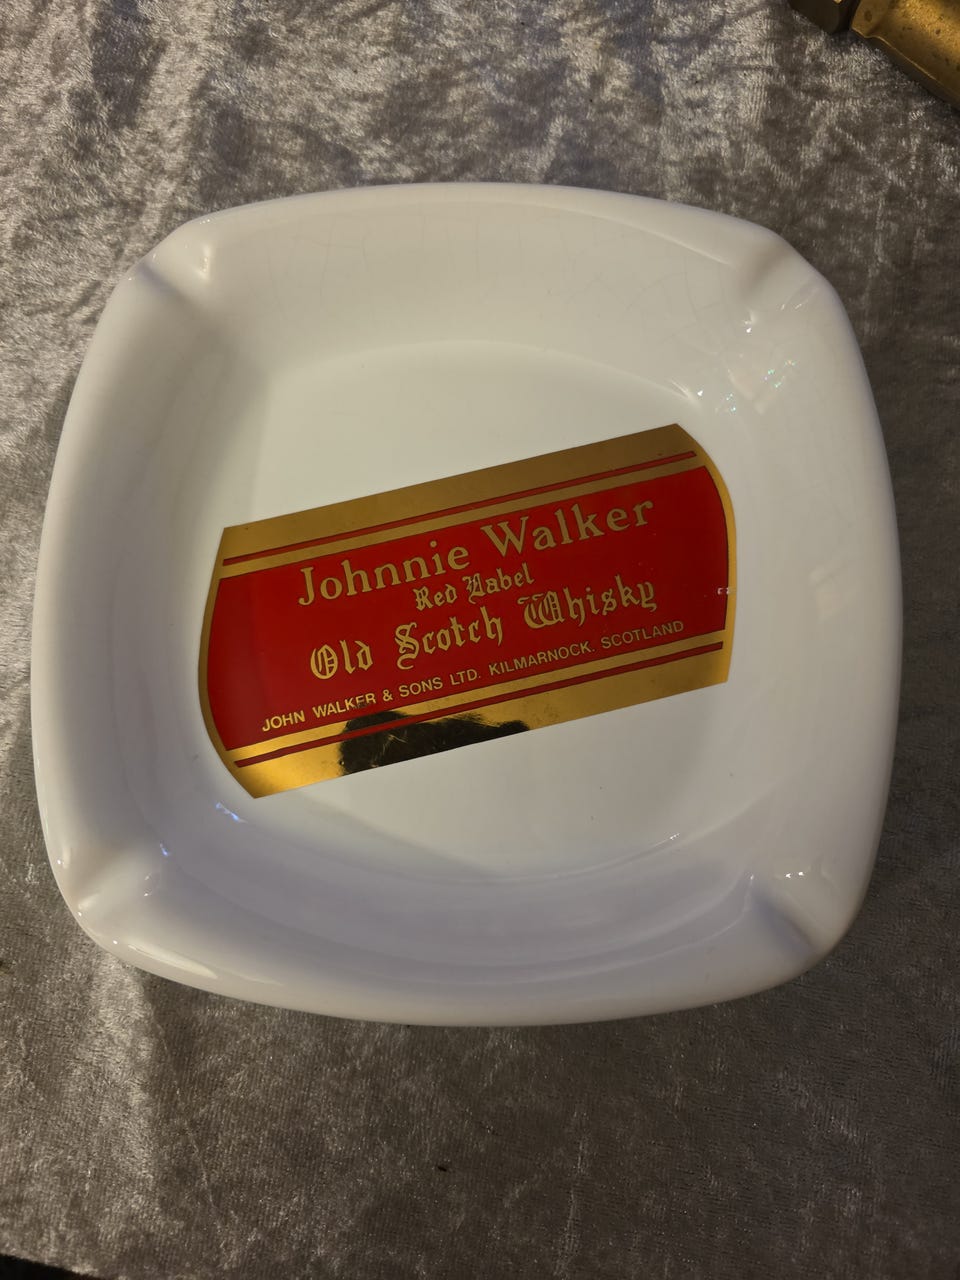 Johnnie Walker
Red Label
Old Scotch Whisky
JOHN WALKER & SONS LTD. KILMARNOCK. SCOTLAND